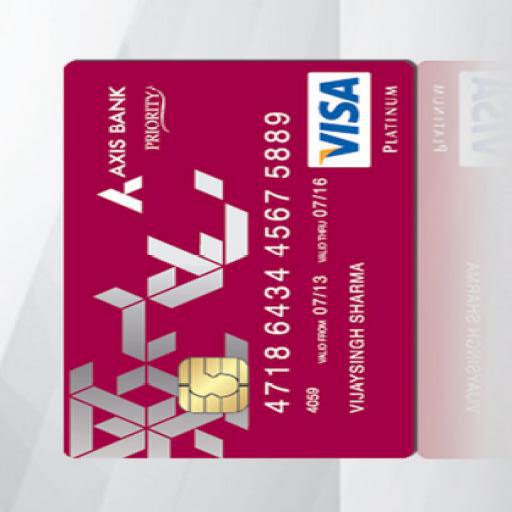 AXIS BANK
PRIORITY
4718 6434 4567 5889
4059 VALID FROM 07/13 VALID THRU 07/16
VIJAYSINGH SHARMA
VISA
PLATINUM